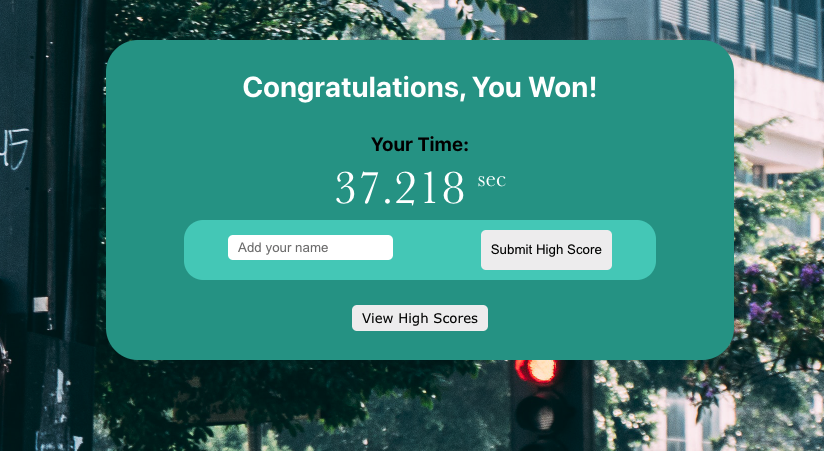 Congratulations, You Won!
Your Time:
37.218 sec
Add your name
Submit High Score
View High Scores